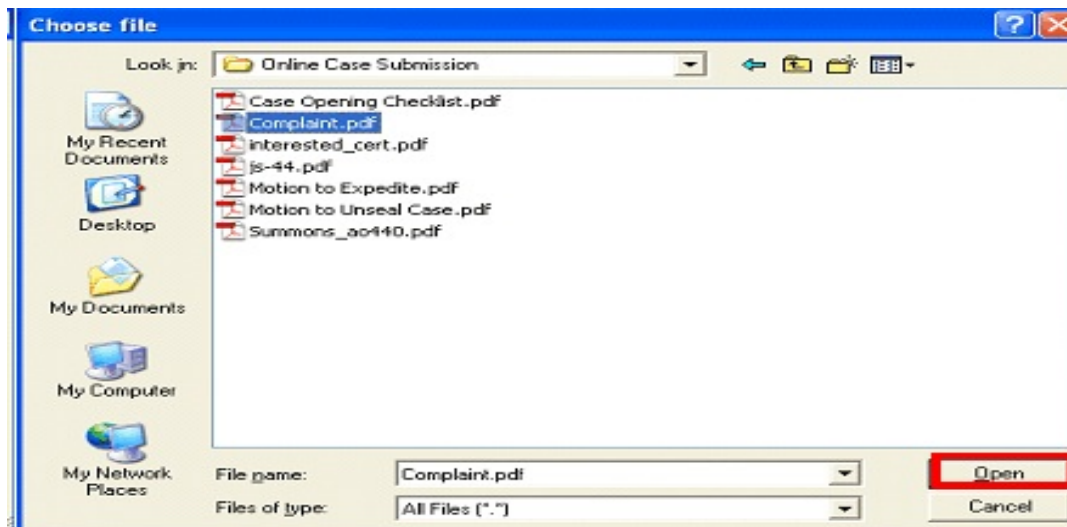 Choose file
Look in: Online Case Submission
Case Opening Checklist.pdf
Complaint.pdf
interested_cert.pdf
js-44.pdf
Motion to Expedite.pdf
Motion to Unseal Case.pdf
Summons_ao440.pdf
My Recent
Documents
Desktop
My Documents
My Computer
My Network
Places
File name: Complaint.pdf Open
Files of type: All Files (*.*) Cancel